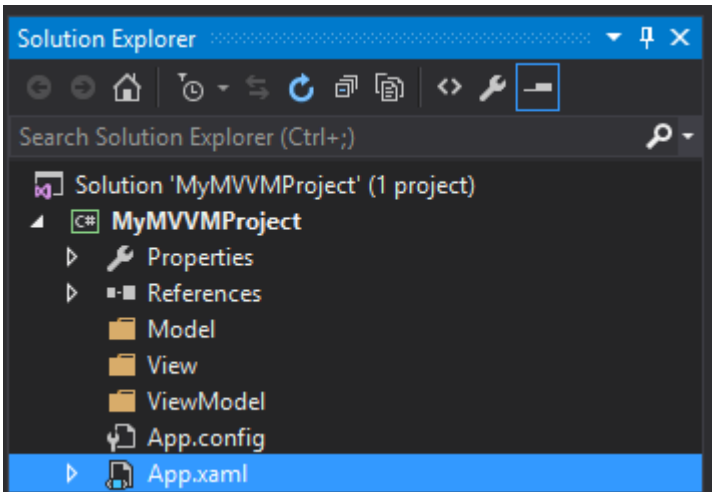 Solution Explorer
Search Solution Explorer (Ctrl+;)
Solution 'MyMVVMProject' (1 project)
C# MyMVVMProject
Properties
References
Model
View
ViewModel
App.config
App.xaml